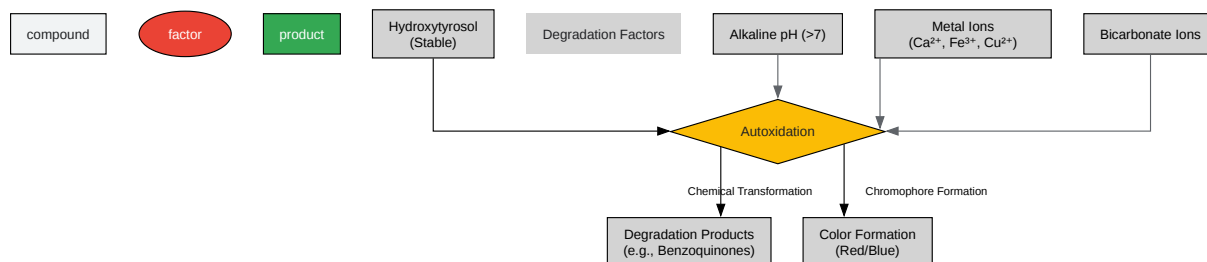 compound
factor
product
Hydroxytyrosol
(Stable)
Degradation Factors
Alkaline pH (>7)
Metal Ions
(Ca²⁺, Fe³⁺, Cu²⁺)
Bicarbonate Ions
Autoxidation
Chemical Transformation
Chromophore Formation
Degradation Products
(e.g., Benzoquinones)
Color Formation
(Red/Blue)